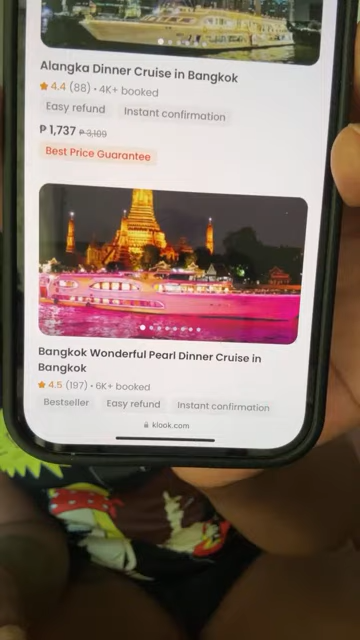 Alangka Dinner Cruise in Bangkok
★ 4.4 (88) • 4K+ booked
Easy refund Instant confirmation
₱ 1,737 ₱ 3,109
Best Price Guarantee
Bangkok Wonderful Pearl Dinner Cruise in
Bangkok
★ 4.5 (197) • 6K+ booked
Bestseller Easy refund Instant confirmation
klook.com